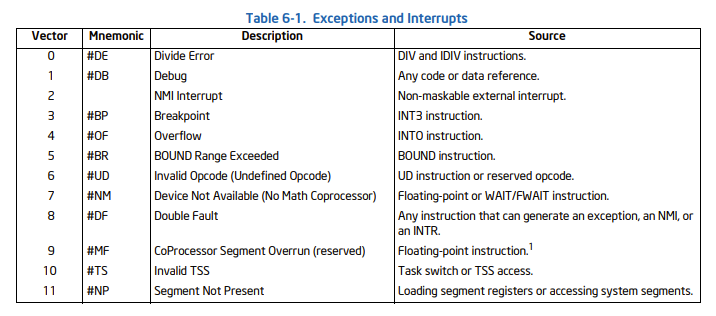 Table 6-1. Exceptions and Interrupts
Vector Mnemonic Description Source
0 #DE Divide Error DIV and IDIV instructions.
1 #DB Debug Any code or data reference.
2 NMI Interrupt Non-maskable external interrupt.
3 #BP Breakpoint INT3 instruction.
4 #OF Overflow INTO instruction.
5 #BR BOUND Range Exceeded BOUND instruction.
6 #UD Invalid Opcode (Undefined Opcode) UD instruction or reserved opcode.
7 #NM Device Not Available (No Math Coprocessor) Floating-point or WAIT/FWAIT instruction.
8 #DF Double Fault Any instruction that can generate an exception, an NMI, or
an INTR.
9 #MF CoProcessor Segment Overrun (reserved) Floating-point instruction.1
10 #TS Invalid TSS Task switch or TSS access.
11 #NP Segment Not Present Loading segment registers or accessing system segments.